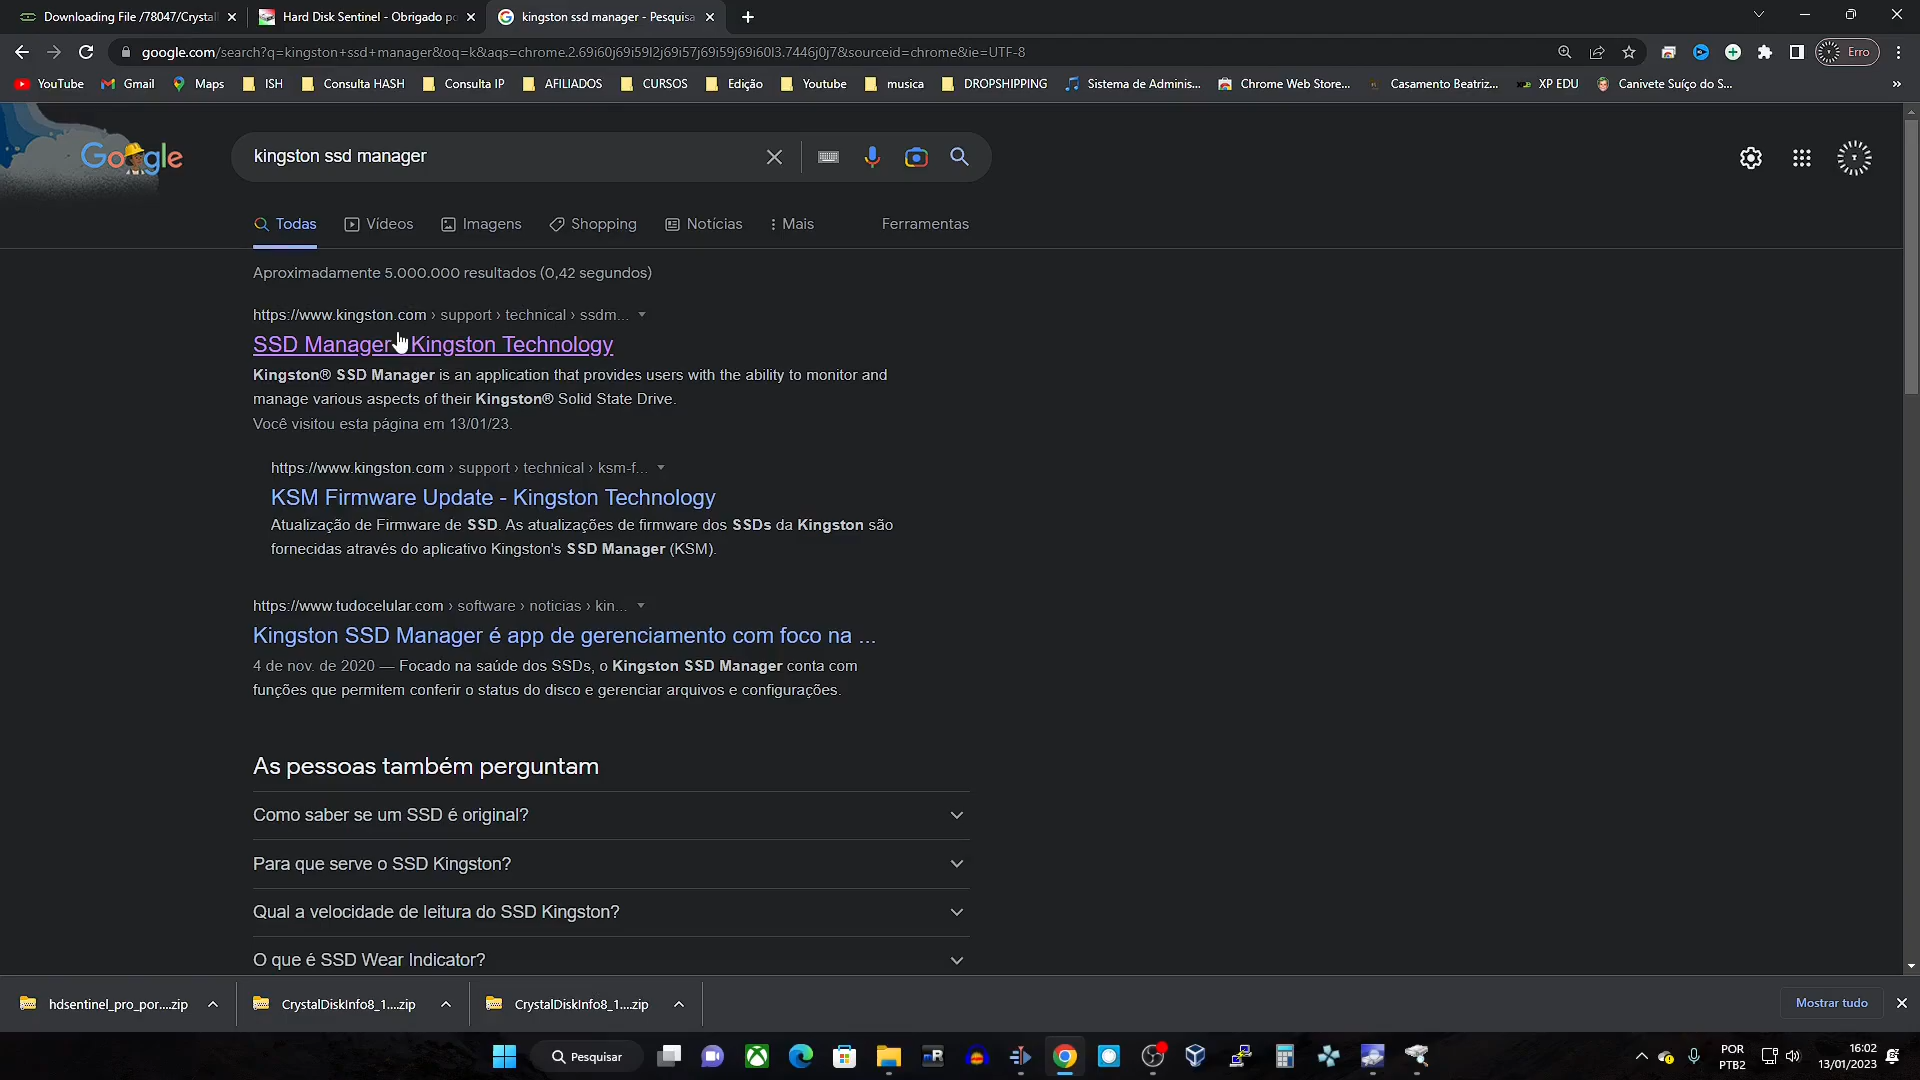 Downloading File /78047/Crystal
Hard Disk Sentinel - Obrigado po
kingston ssd manager - Pesquisa
google.com/search?q=kingston+ssd+manager&oq=k&aqs=chrome.2.69i60j69i59l2j69i57j69i59j69i60l3.7446j0j7&sourceid=chrome&ie=UTF-8
Erro
YouTube Gmail Maps ISH Consulta HASH Consulta IP AFILIADOS CURSOS Edição Youtube musica DROPSHIPPING Sistema de Adminis... Chrome Web Store... Casamento Beatriz... XP EDU Canivete Suíço do S... »
Google
kingston ssd manager
Todas Vídeos Imagens Shopping Notícias Mais Ferramentas
Aproximadamente 5.000.000 resultados (0,42 segundos)
https://www.kingston.com › support › technical › ssdm...
SSD Manager Kingston Technology
Kingston® SSD Manager is an application that provides users with the ability to monitor and
manage various aspects of their Kingston® Solid State Drive.
Você visitou esta página em 13/01/23.
https://www.kingston.com › support › technical › ksm-f...
KSM Firmware Update - Kingston Technology
Atualização de Firmware de SSD. As atualizações de firmware dos SSDs da Kingston são
fornecidas através do aplicativo Kingston's SSD Manager (KSM).
https://www.tudocelular.com › software › noticias › kin...
Kingston SSD Manager é app de gerenciamento com foco na ...
4 de nov. de 2020 — Focado na saúde dos SSDs, o Kingston SSD Manager conta com
funções que permitem conferir o status do disco e gerenciar arquivos e configurações.
As pessoas também perguntam
Como saber se um SSD é original?
Para que serve o SSD Kingston?
Qual a velocidade de leitura do SSD Kingston?
O que é SSD Wear Indicator?
hdsentinel_pro_por....zip
CrystalDiskInfo8_1....zip
CrystalDiskInfo8_1....zip
Mostrar tudo
Pesquisar
POR
PTB2
16:02
13/01/2023